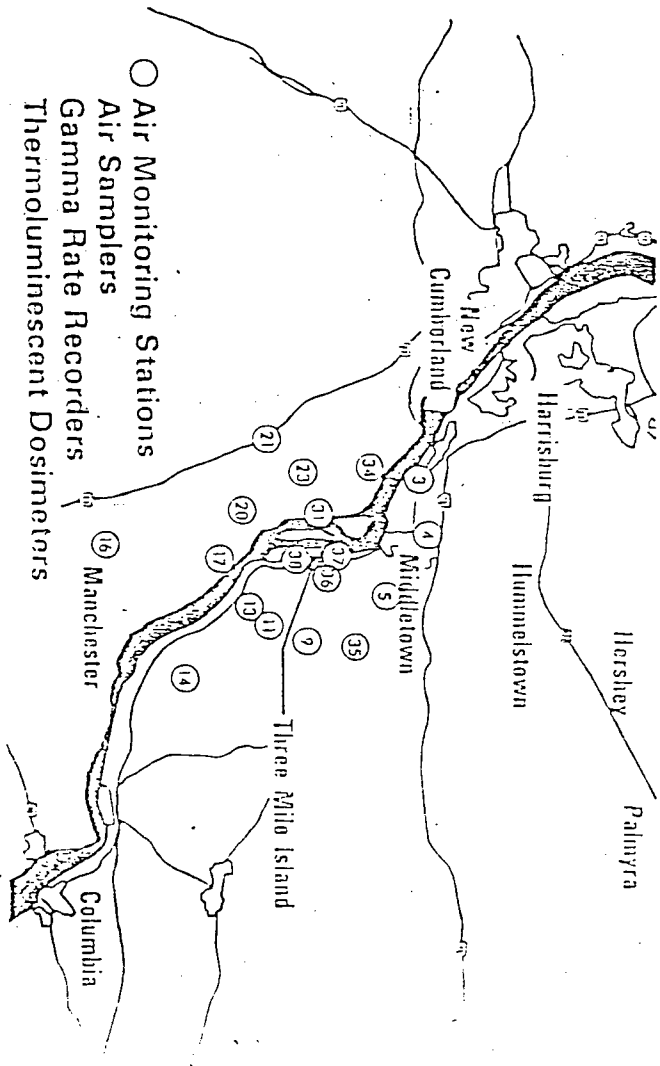 Harrisburg
Hershey
Palmyra
Hummelstown
New
Cumberland
Middletown
Three Mile Island
Manchester
Columbia
3
4
34
5
37
31
36
35
30
9
23
21
11
20
13
17
14
16
Air Monitoring Stations
Air Samplers
Gamma Rate Recorders
Thermoluminescent Dosimeters